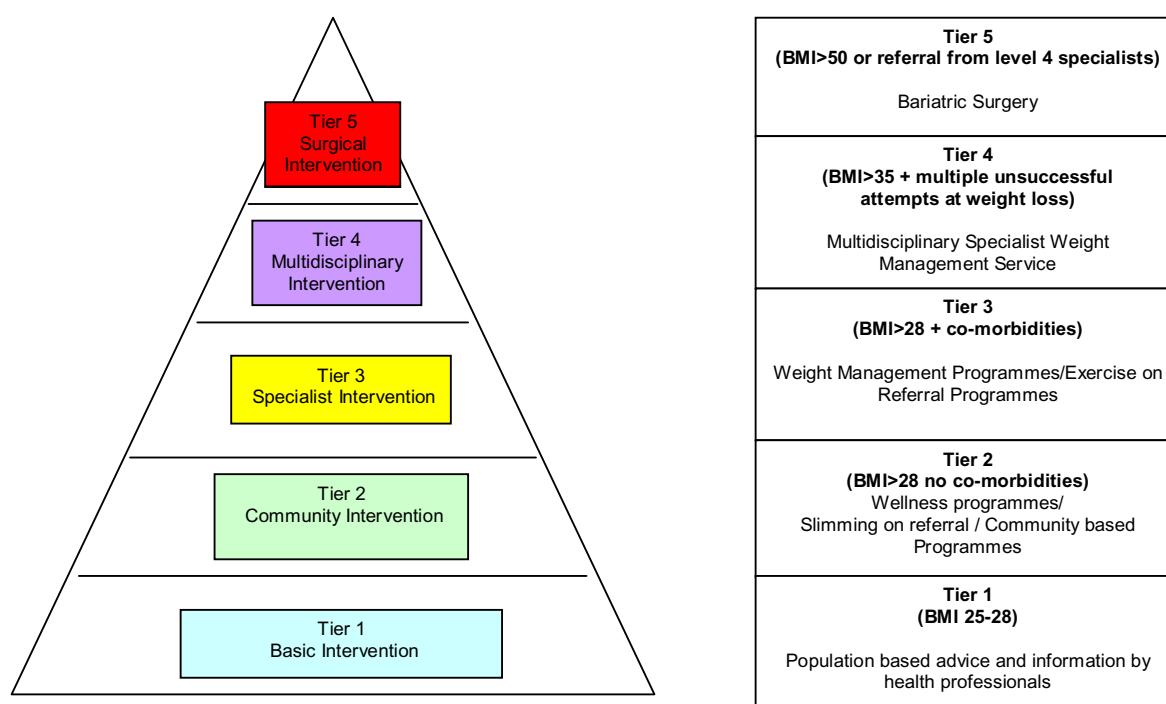 Tier 5
Surgical
Intervention
Tier 4
Multidisciplinary
Intervention
Tier 3
Specialist Intervention
Tier 2
Community Intervention
Tier 1
Basic Intervention
Tier 5
(BMI>50 or referral from level 4 specialists)
Bariatric Surgery
Tier 4
(BMI>35 + multiple unsuccessful
attempts at weight loss)
Multidisciplinary Specialist Weight
Management Service
Tier 3
(BMI>28 + co-morbidities)
Weight Management Programmes/Exercise on
Referral Programmes
Tier 2
(BMI>28 no co-morbidities)
Wellness programmes/
Slimming on referral / Community based
Programmes
Tier 1
(BMI 25-28)
Population based advice and information by
health professionals